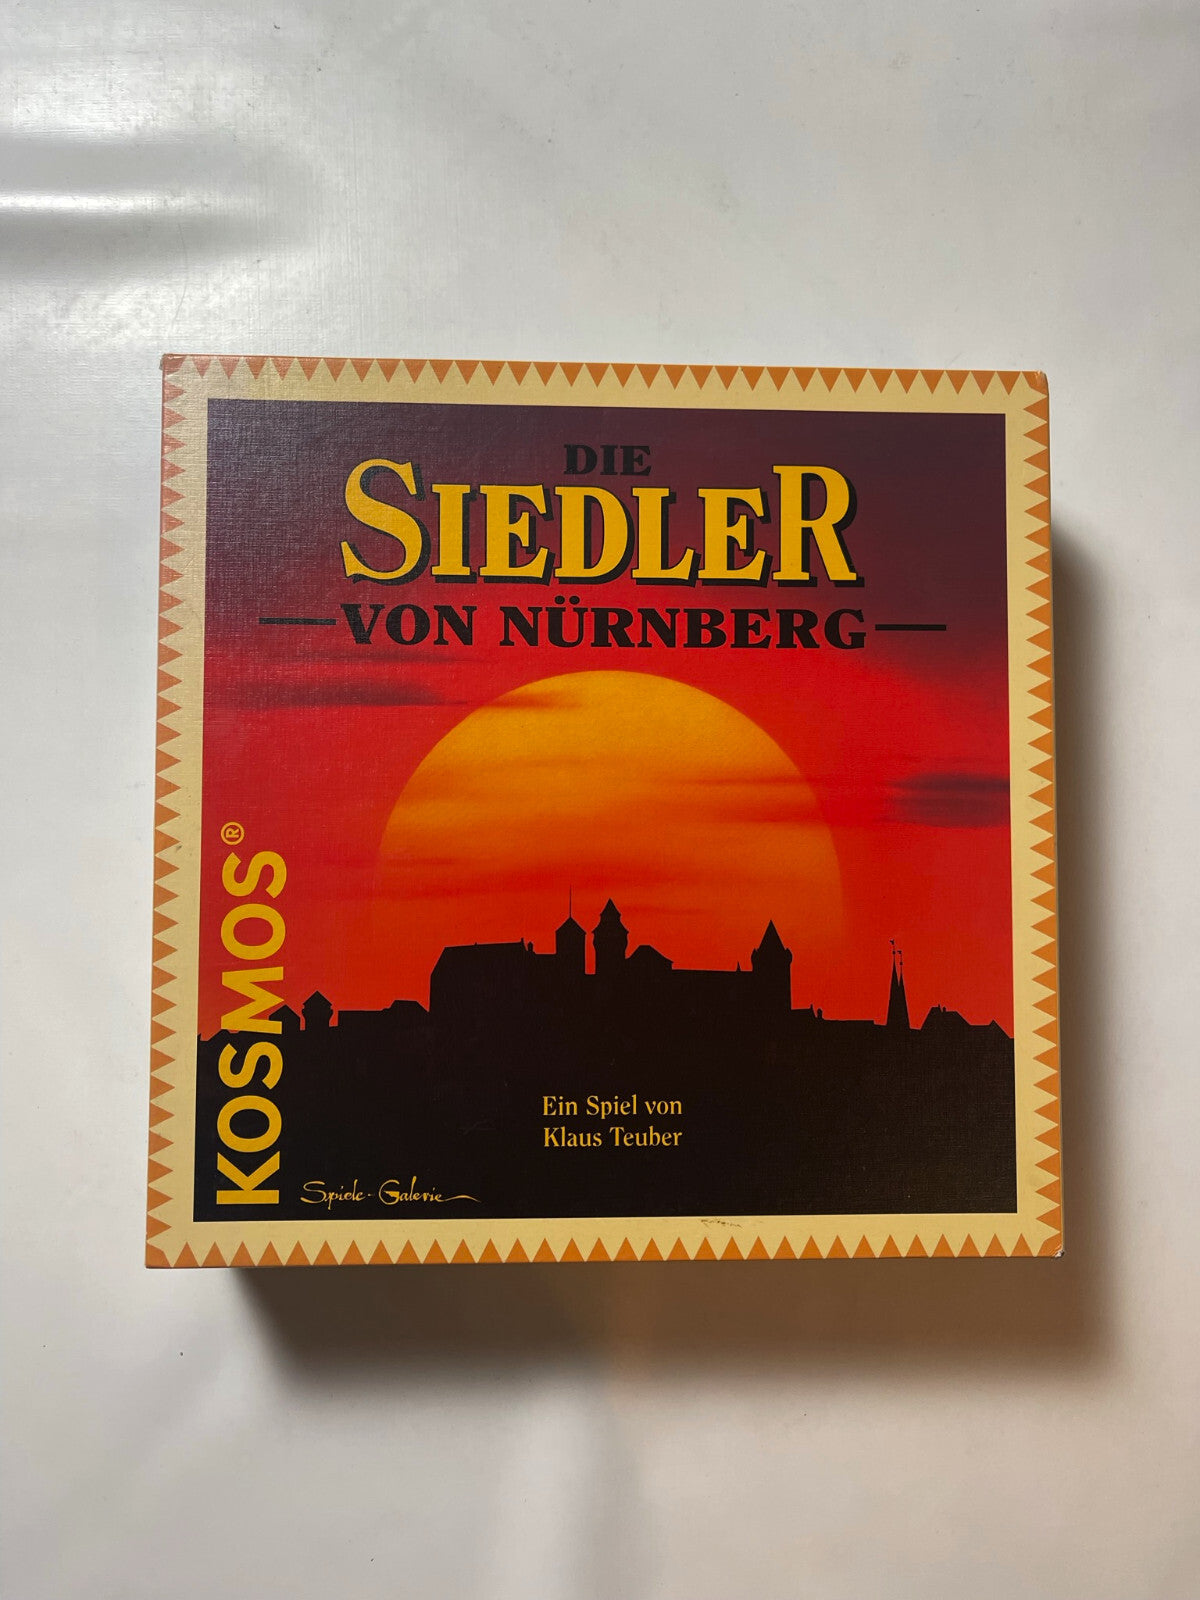 DIE
SIEDLER
VON NÜRNBERG
KOSMOS®
Ein Spiel von
Klaus Teuber
Spiele-Galerie